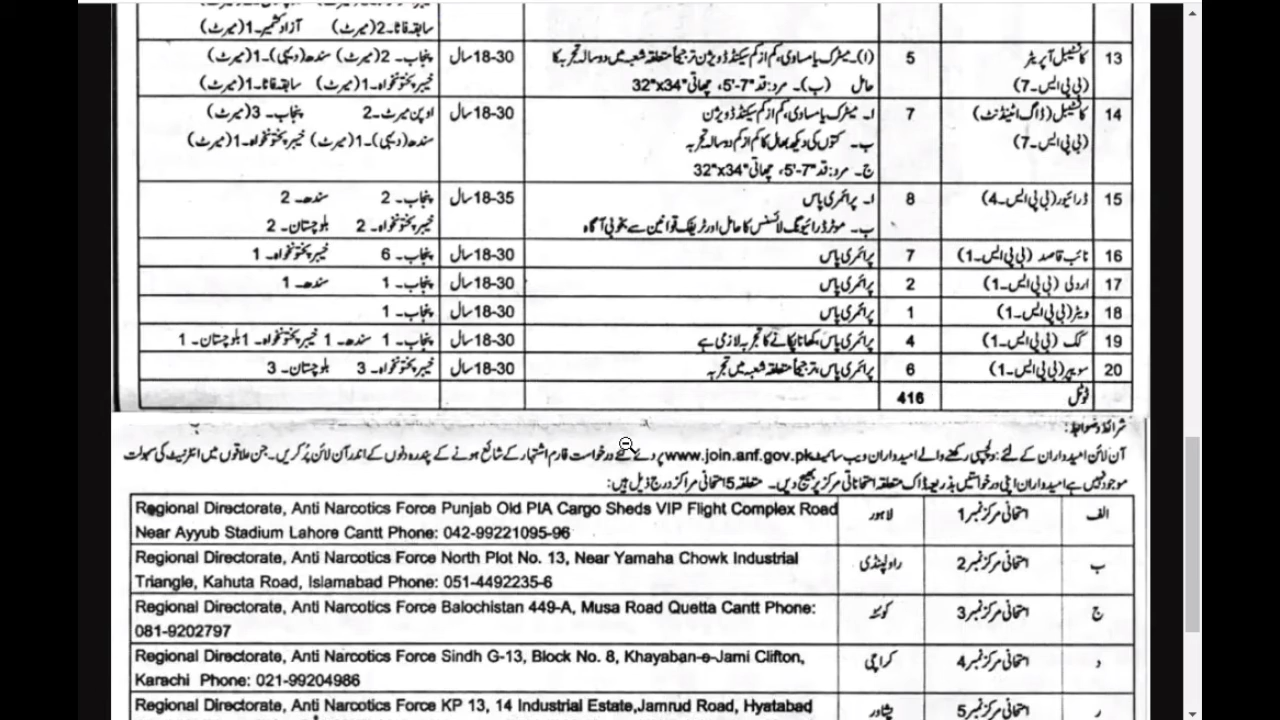 سابقہ فاٹا۔2(میرٹ) آزاد کشمیر۔1(میرٹ)
13 کانسٹیبل آپریٹر 5 (ا)۔ میٹرک یا مساوی، کم از کم سیکنڈ ڈویژن ترجیحاً متعلقہ شعبہ میں دو سالہ تجربہ کا 18-30 سال پنجاب۔2(میرٹ) سندھ(دیہی)۔1(میرٹ)
(بی پی ایس۔7) حامل (ب)۔ مرد: قد "7-'5، چھاتی "34x"32 خیبر پختونخواہ۔1(میرٹ) سابقہ فاٹا۔1(میرٹ)
14 کانسٹیبل (ڈاگ اٹینڈنٹ) 7 ا۔ میٹرک یا مساوی، کم از کم سیکنڈ ڈویژن 18-30 سال اوپن میرٹ۔2 پنجاب۔3(میرٹ)
(بی پی ایس۔7) ب۔ کتوں کی دیکھ بھال کا کم از کم دو سالہ تجربہ سندھ(دیہی)۔1(میرٹ) خیبر پختونخواہ۔1(میرٹ)
ج۔ مرد: قد "7-'5، چھاتی "34x"32
15 ڈرائیور(بی پی ایس۔4) 8 ا۔ پرائمری پاس 18-35 سال پنجاب۔2 سندھ۔2
ب۔ موٹر ڈرائیونگ لائسنس کا حامل اور ٹریفک قوانین سے بخوبی آگاہ خیبر پختونخواہ۔2 بلوچستان۔2
16 نائب قاصد (بی پی ایس۔1) 7 پرائمری پاس 18-30 سال پنجاب۔6 خیبر پختونخواہ۔1
17 اردلی (بی پی ایس۔1) 2 پرائمری پاس 18-30 سال پنجاب۔1 سندھ۔1
18 ویٹر(بی پی ایس۔1) 1 پرائمری پاس 18-30 سال پنجاب۔1
19 کک (بی پی ایس۔1) 4 پرائمری پاس، کھانا پکانے کا تجربہ لازمی ہے 18-30 سال پنجاب۔1 سندھ۔1 خیبر پختونخواہ۔1 بلوچستان۔1
20 سویپر(بی پی ایس۔1) 6 پرائمری پاس، ترجیحاً متعلقہ شعبہ میں تجربہ 18-30 سال خیبر پختونخواہ۔3 بلوچستان۔3
ٹوٹل 416
شرائط و ضوابط:
آن لائن امیدواران کے لئے: دلچسپی رکھنے والے امیدواران ویب سائیٹ www.join.anf.gov.pk پر دئے گئے درخواست فارم اشتہار کے شائع ہونے کے پندرہ دنوں کے اندر آن لائن پُر کریں۔ جن علاقوں میں انٹرنیٹ کی سہولت
موجود نہیں ہے امیدواران اپنی درخواستیں بذریعہ ڈاک متعلقہ امتحاناتی مرکز پر بھیج دیں۔ متعلقہ 5 امتحانی مراکز درج ذیل ہیں:
الف امتحانی مرکز نمبر 1 لاہور Regional Directorate, Anti Narcotics Force Punjab Old PIA Cargo Sheds VIP Flight Complex Road
Near Ayyub Stadium Lahore Cantt Phone: 042-99221095-96
ب امتحانی مرکز نمبر 2 راولپنڈی Regional Directorate, Anti Narcotics Force North Plot No. 13, Near Yamaha Chowk Industrial
Triangle, Kahuta Road, Islamabad Phone: 051-4492235-6
ج امتحانی مرکز نمبر 3 کوئٹہ Regional Directorate, Anti Narcotics Force Balochistan 449-A, Musa Road Quetta Cantt Phone:
081-9202797
د امتحانی مرکز نمبر 4 کراچی Regional Directorate, Anti Narcotics Force Sindh G-13, Block No. 8, Khayaban-e-Jami Clifton,
Karachi Phone: 021-99204986
ر امتحانی مرکز نمبر 5 پشاور Regional Directorate, Anti Narcotics Force KP 13, 14 Industrial Estate,Jamrud Road, Hyatabad